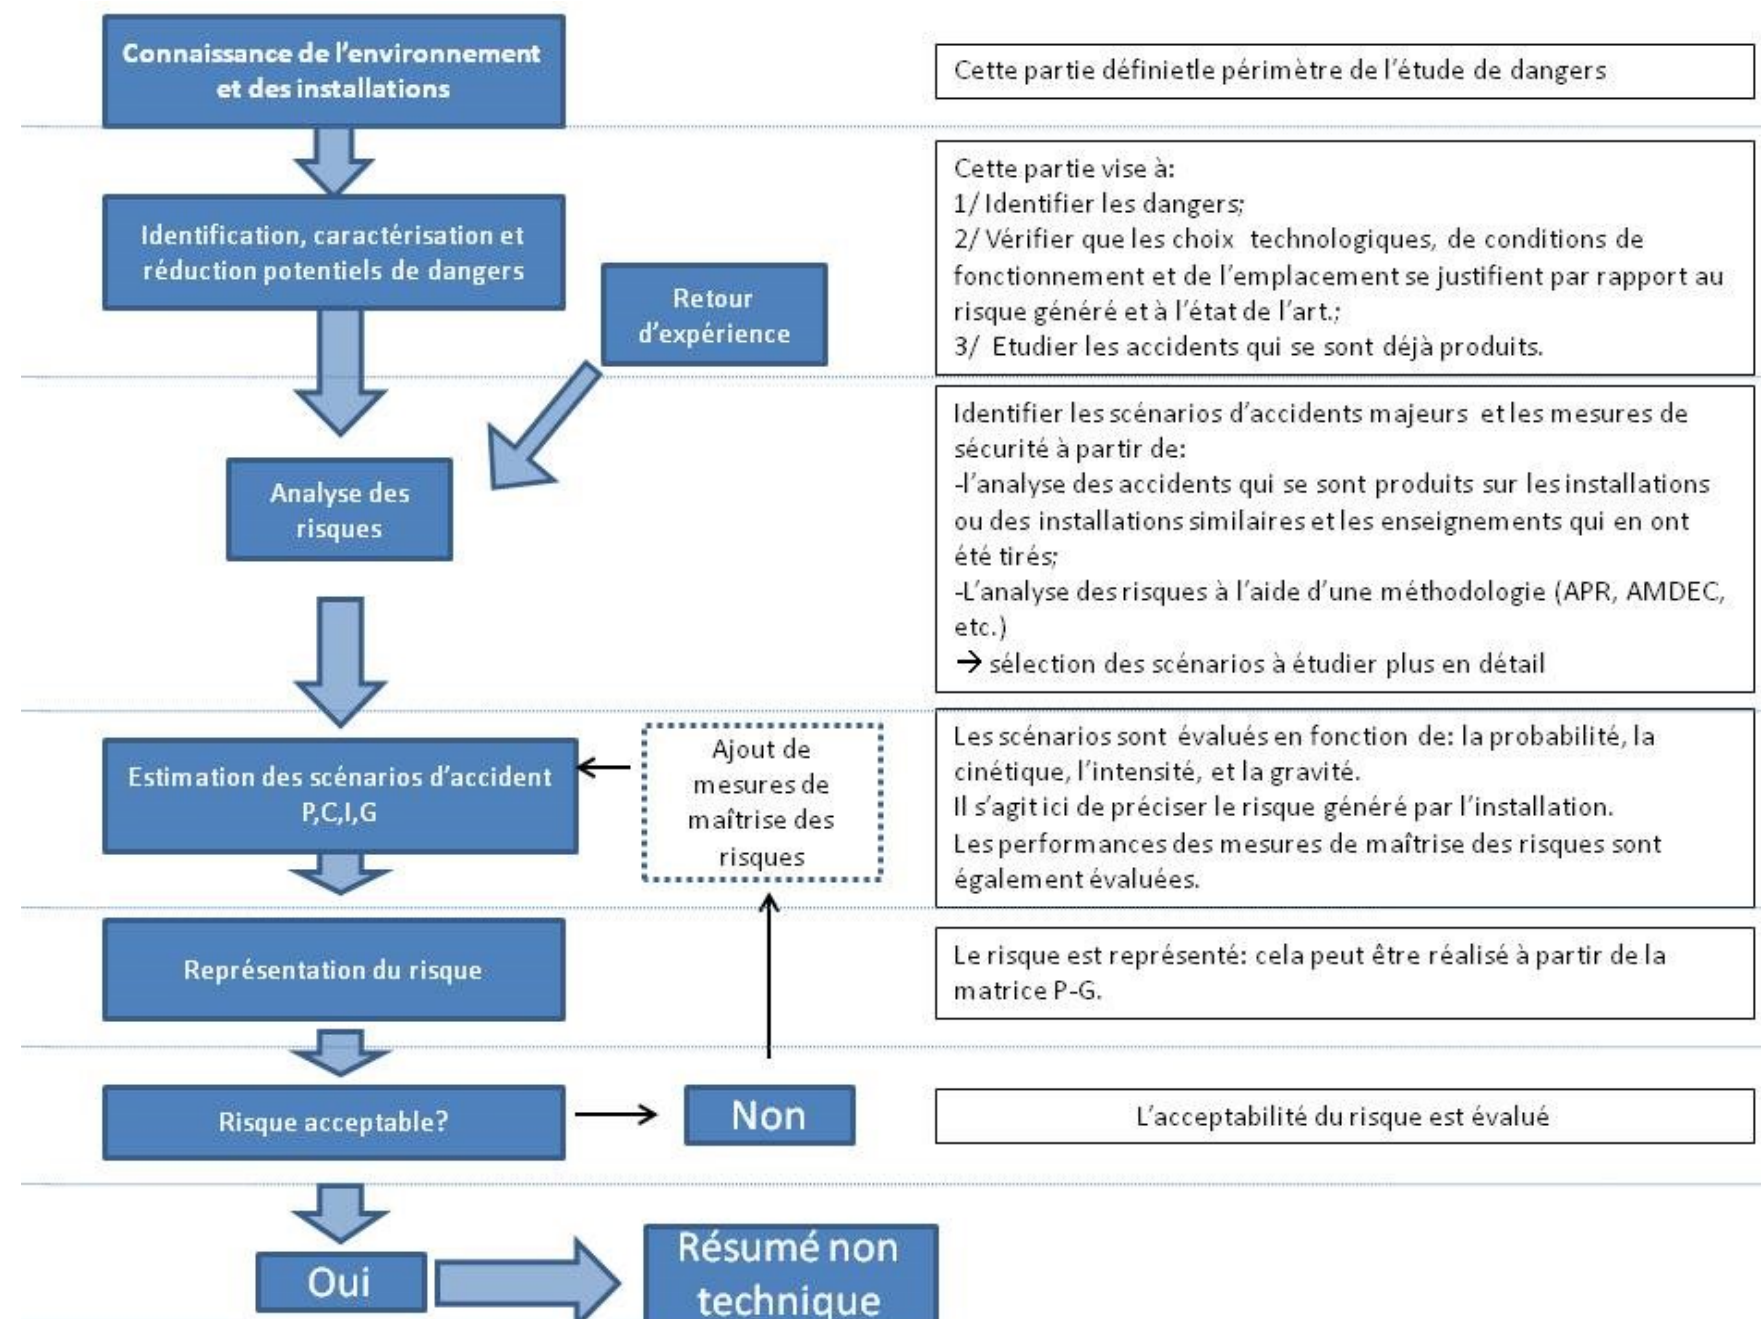 Connaissance de l'environnement
et des installations
Cette partie définietle périmètre de l'étude de dangers
Identification, caractérisation et
réduction potentiels de dangers
Retour
d'expérience
Cette partie vise à:
1/ Identifier les dangers;
2/ Vérifier que les choix technologiques, de conditions de
fonctionnement et de l'emplacement se justifient par rapport au
risque généré et à l'état de l'art.;
3/ Etudier les accidents qui se sont déjà produits.
Analyse des
risques
Identifier les scénarios d'accidents majeurs et les mesures de
sécurité à partir de:
-l'analyse des accidents qui se sont produits sur les installations
ou des installations similaires et les enseignements qui en ont
été tirés;
-L'analyse des risques à l'aide d'une méthodologie (APR, AMDEC,
etc.)
→ sélection des scénarios à étudier plus en détail
Estimation des scénarios d'accident
P,C,I,G
Ajout de
mesures de
maîtrise des
risques
Les scénarios sont évalués en fonction de: la probabilité, la
cinétique, l'intensité, et la gravité.
Il s'agit ici de préciser le risque généré par l'installation.
Les performances des mesures de maîtrise des risques sont
également évaluées.
Représentation du risque
Le risque est représenté: cela peut être réalisé à partir de la
matrice P-G.
Risque acceptable?
Non
L'acceptabilité du risque est évalué
Oui
Résumé non
technique